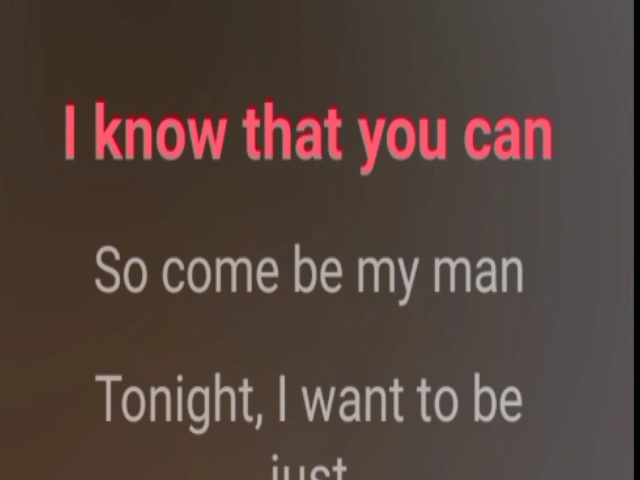 I know that you can
So come be my man
Tonight, I want to be
just